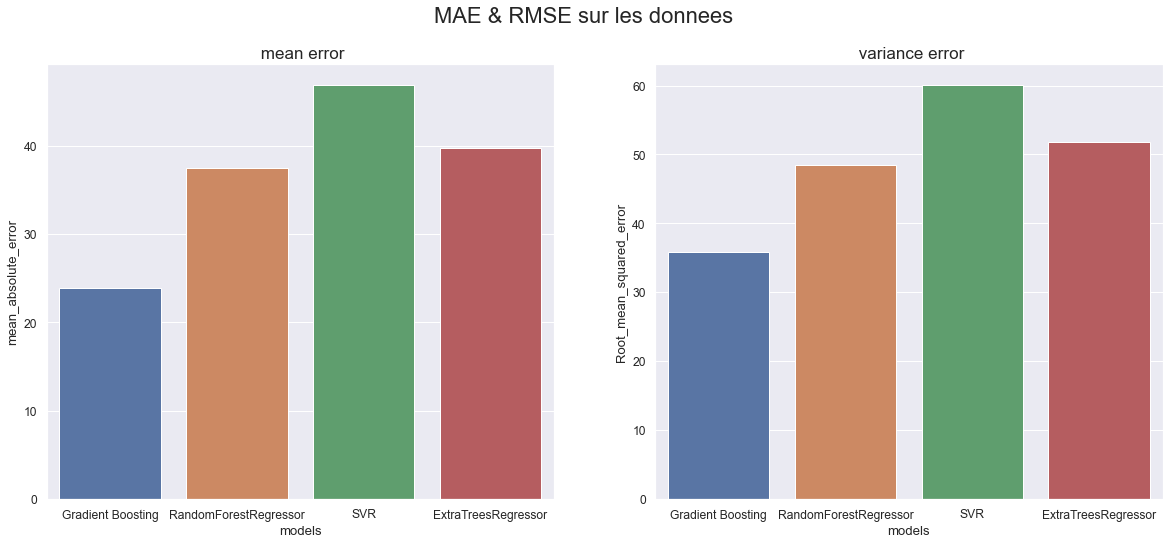 MAE & RMSE sur les donnees
mean error
mean_absolute_error
40
30
20
10
0
Gradient Boosting
RandomForestRegressor
SVR
ExtraTreesRegressor
models
variance error
Root_mean_squared_error
60
50
40
30
20
10
0
Gradient Boosting
RandomForestRegressor
SVR
ExtraTreesRegressor
models